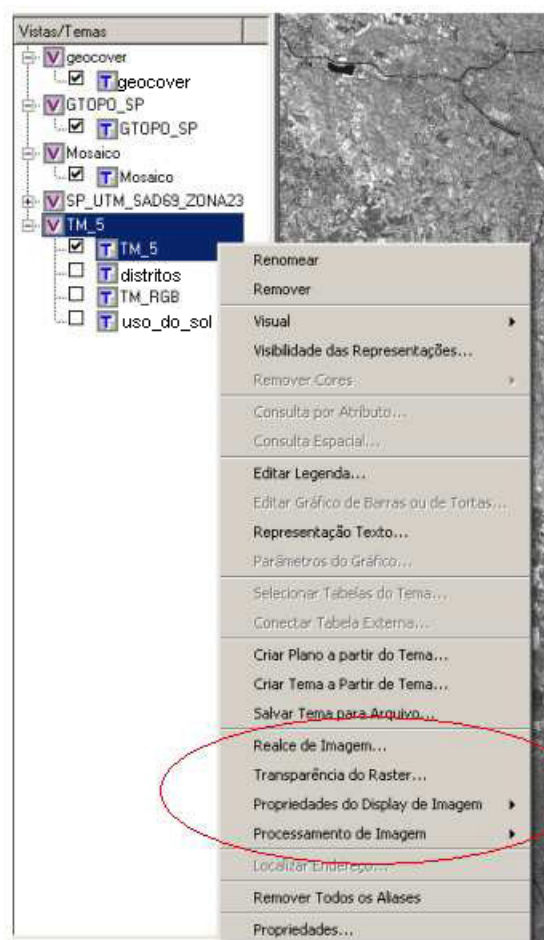 Vistas/Temas
V geocover
T geocover
V GTOPO_SP
T GTOPO_SP
V Mosaico
T Mosaico
V SP_UTM_SAD69_ZONA23
V TM_5
T TM_5
T distritos
T TM_RGB
T uso_do_sol
Renomear
Remover
Visual
Visibilidade das Representações...
Remover Cores
Consulta por Atributo...
Consulta Espacial...
Editar Legenda...
Editar Gráfico de Barras ou de Tortas...
Representação Texto...
Parâmetros do Gráfico...
Selecionar Tabelas do Tema...
Conectar Tabela Externa...
Criar Plano a partir do Tema...
Criar Tema a Partir de Tema...
Salvar Tema para Arquivo...
Realce de Imagem...
Transparência do Raster...
Propriedades do Display de Imagem
Processamento de Imagem
Localizar Endereço...
Remover Todos os Aliases
Propriedades...